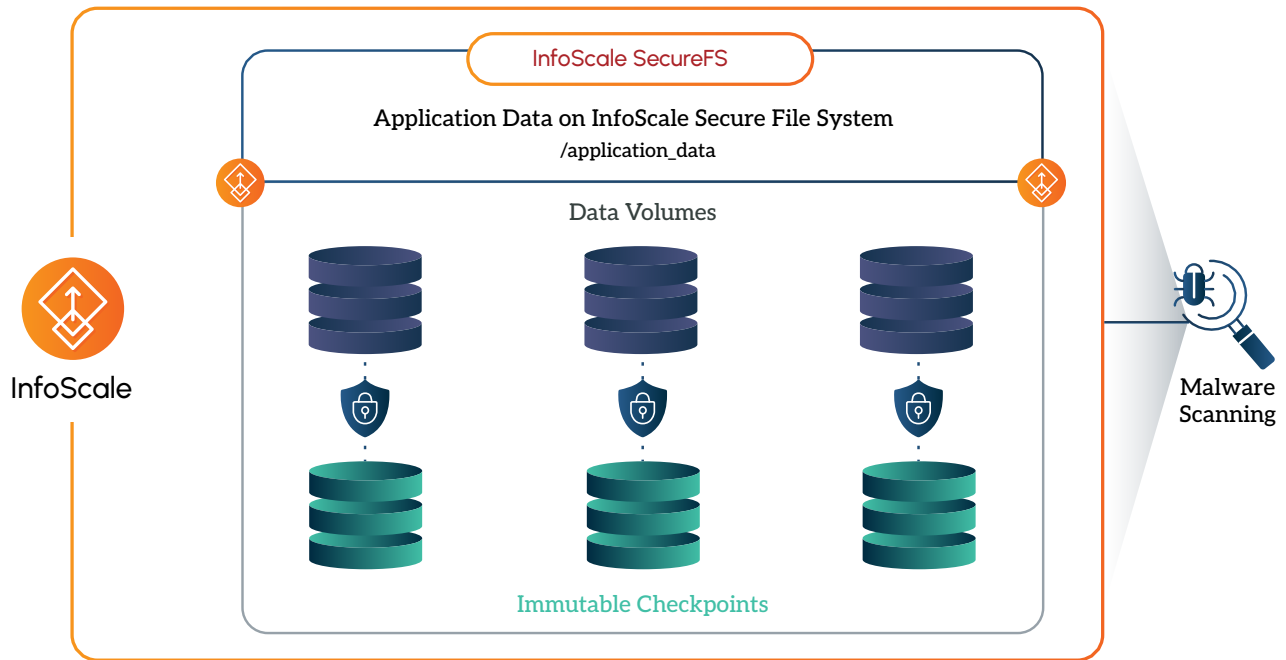 InfoScale SecureFS
Application Data on InfoScale Secure File System
/application_data
Data Volumes
InfoScale
Malware
Scanning
Immutable Checkpoints